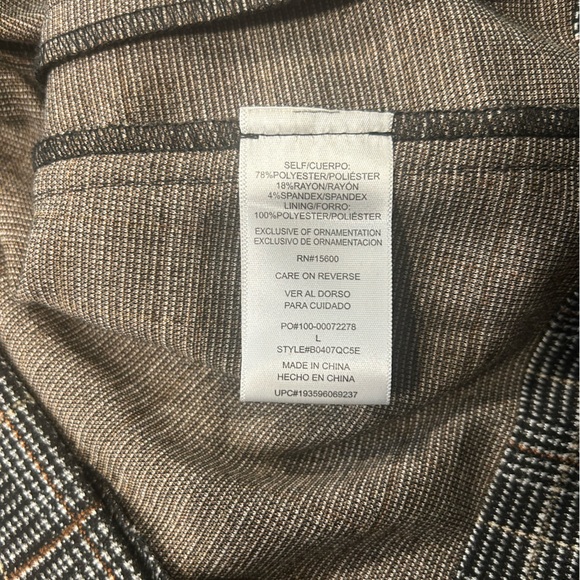 SELF/CUERPO:
78%POLYESTER/POLIÉSTER
18%RAYON/RAYÓN
4%SPANDEX/SPANDEX
LINING/FORRO:
100%POLYESTER/POLIÉSTER
EXCLUSIVE OF ORNAMENTATION
EXCLUSIVO DE ORNAMENTACION
RN#15600
CARE ON REVERSE
VER AL DORSO
PARA CUIDADO
PO#100-00072278
L
STYLE#B0407QC5E
MADE IN CHINA
HECHO EN CHINA
UPC#193596069237